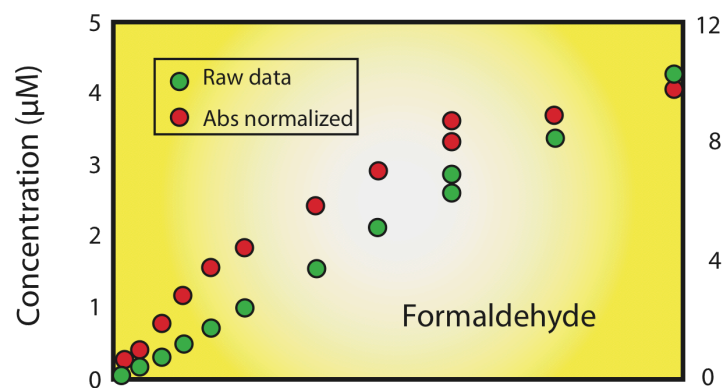 Concentration (μM)
5
4
3
2
1
0
Raw data
Abs normalized
Formaldehyde
12
8
4
0